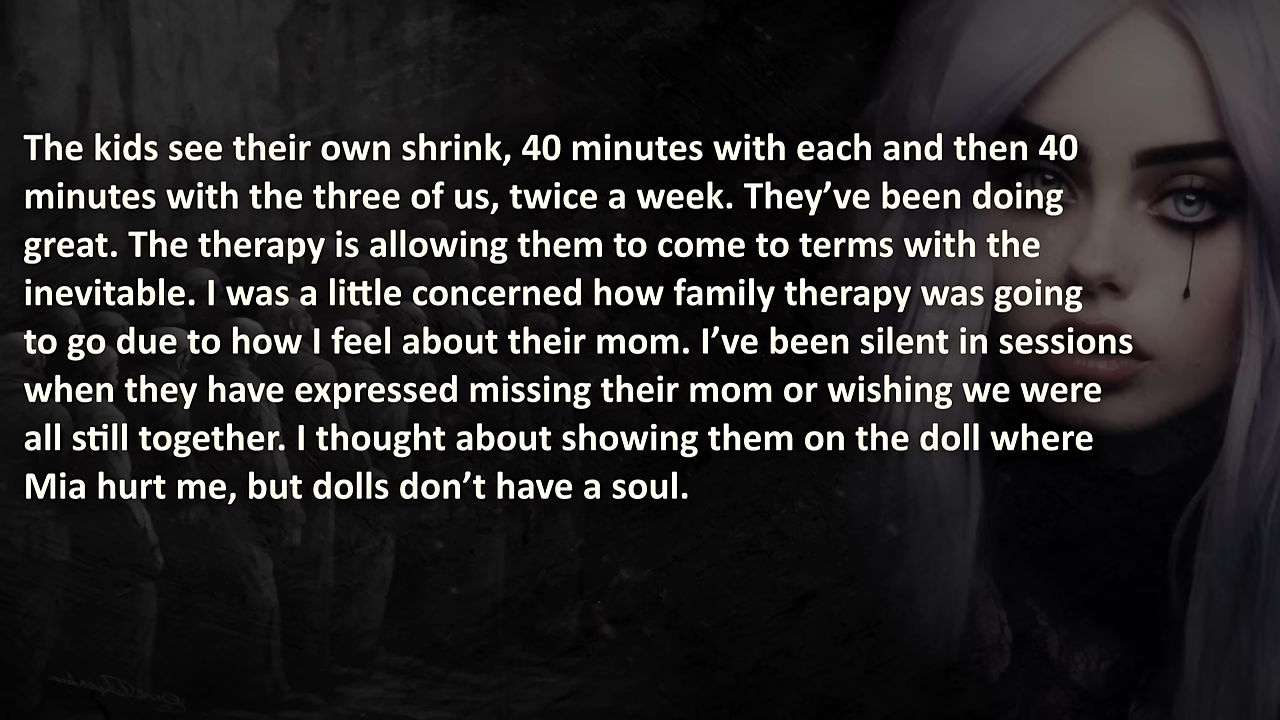 The kids see their own shrink, 40 minutes with each and then 40
minutes with the three of us, twice a week. They’ve been doing
great. The therapy is allowing them to come to terms with the
inevitable. I was a little concerned how family therapy was going
to go due to how I feel about their mom. I’ve been silent in sessions
when they have expressed missing their mom or wishing we were
all still together. I thought about showing them on the doll where
Mia hurt me, but dolls don’t have a soul.